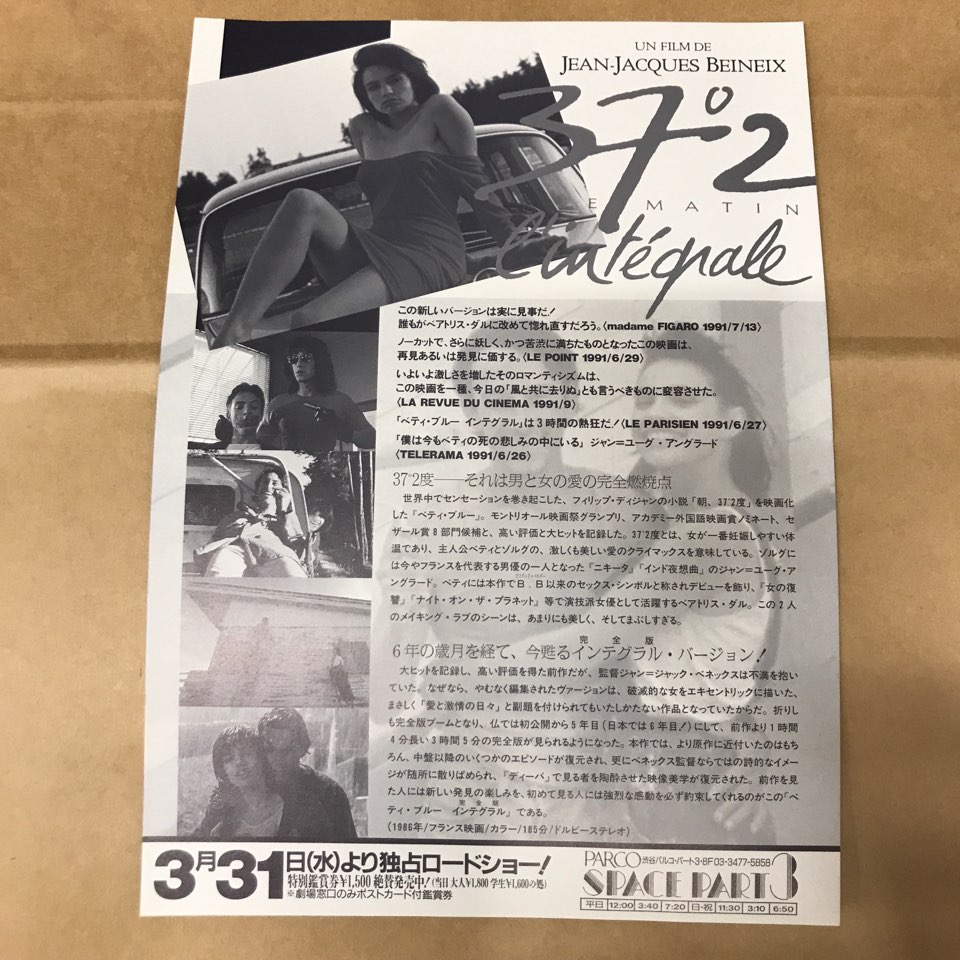 UN FILM DE
JEAN-JACQUES BEINEIX
37°2
LE MATIN
l'intégrale
この新しいバージョンは実に見事だ!
誰もがベアトリス・ダルに改めて惚れ直すだろう。〈madame FIGARO 1991/7/13〉
ノーカットで、さらに妖しく、かつ苦渋に満ちたものとなったこの映画は、
再見あるいは発見に価する。〈LE POINT 1991/6/29〉
いよいよ激しさを増したそのロマンティシズムは、
この映画を一種、今日の「風と共に去りぬ」とも言うべきものに変容させた。
〈LA REVUE DU CINEMA 1991/9〉
「ベティ・ブルー インテグラル」は3時間の熱狂だ!〈LE PARISIEN 1991/6/27〉
「僕は今もベティの死の悲しみの中にいる」 ジャン=ユーグ・アングラード
〈TELERAMA 1991/6/26〉
37°2度——それは男と女の愛の完全燃焼点
世界中でセンセーションを巻き起こした、フィリップ・ディジャンの小説「朝、37°2度」を映画化
した『ベティ・ブルー』。モントリオール映画祭グランプリ、アカデミー外国語映画賞ノミネート、セ
ザール賞8部門候補と、高い評価と大ヒットを記録した。37°2度とは、女が一番妊娠しやすい体
温であり、主人公ベティとゾルグの、激しくも美しい愛のクライマックスを意味している。ゾルグに
は今やフランスを代表する男優の一人となった『ニキータ』『インド夜想曲』のジャン=ユーグ・ア
ングラード。ベティには本作でB.B以来のセックス・シンボルと称されデビューを飾り、『女の復
讐』『ナイト・オン・ザ・プラネット』等で演技派女優として活躍するベアトリス・ダル。この2人
のメイキング・ラブのシーンは、あまりにも美しく、そしてまぶしすぎる。
完全版
6年の歳月を経て、今甦るインテグラル・バージョン!
大ヒットを記録し、高い評価を得た前作だが、監督ジャン=ジャック・ベネックスは不満を抱い
ていた。なぜなら、やむなく編集されたヴァージョンは、破滅的な女をエキセントリックに描いた、
まさしく「愛と激情の日々」と副題を付けられてもいたしかたない作品となっていたからだ。折りし
も完全版ブームとなり、仏では初公開から5年目(日本では6年目!)にして、前作より1時間
4分長い3時間5分の完全版が見られるようになった。本作では、より原作に近付いたのはもち
ろん、中盤以降のいくつかのエピソードが復元され、更にベネックス監督ならではの詩的なイメー
ジが随所に散りばめられ、『ディーバ』で見る者を陶酔させた映像美学が復元された。前作を見
た人には新しい発見の楽しみを、初めて見る人には強烈な感動を必ず約束してくれるのがこの『ベ
完全版
ティ・ブルー インテグラル』である。
(1986年/フランス映画/カラー/185分/ドルビーステレオ)
3月31日(水)より独占ロードショー!
特別鑑賞券¥1,500 絶賛発売中!(当日 大人¥1,800 学生¥1,600の処)
※劇場窓口のみポストカード付鑑賞券
PARCO 渋谷パルコ・パート3・8F 03-3477-5858
SPACE PART 3
平日 12:00 3:40 7:20 日・祝 11:30 3:10 6:50